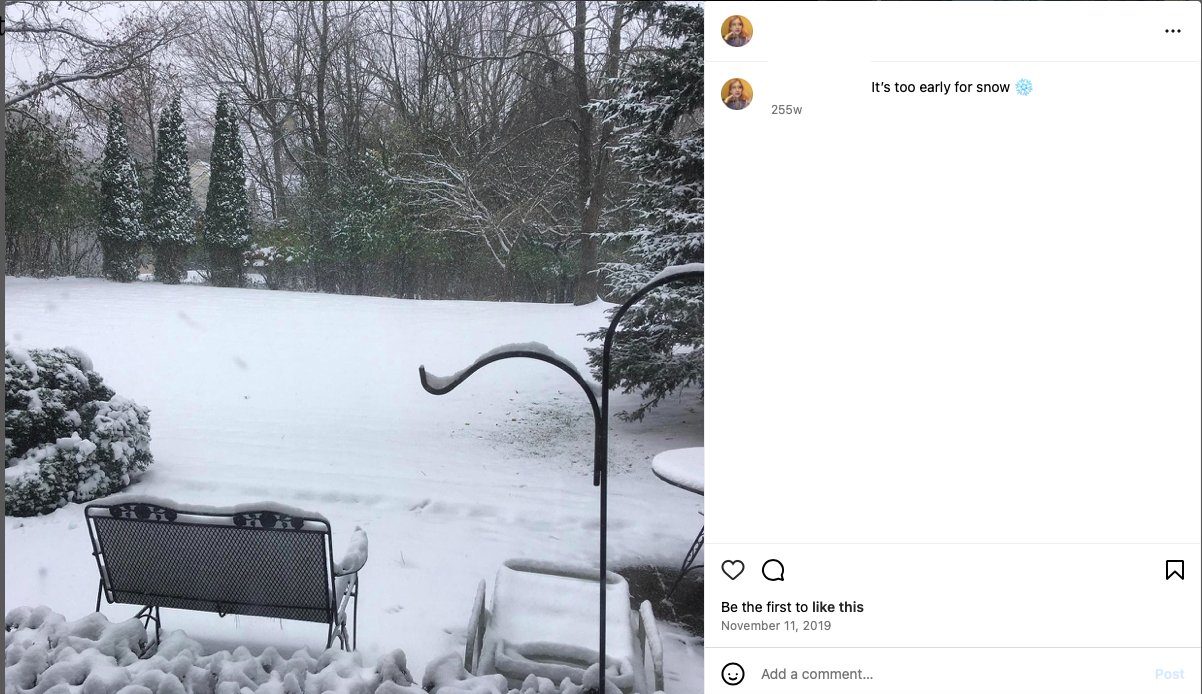 It's too early for snow ❄️
255w
Be the first to like this
November 11, 2019
Add a comment...
Post